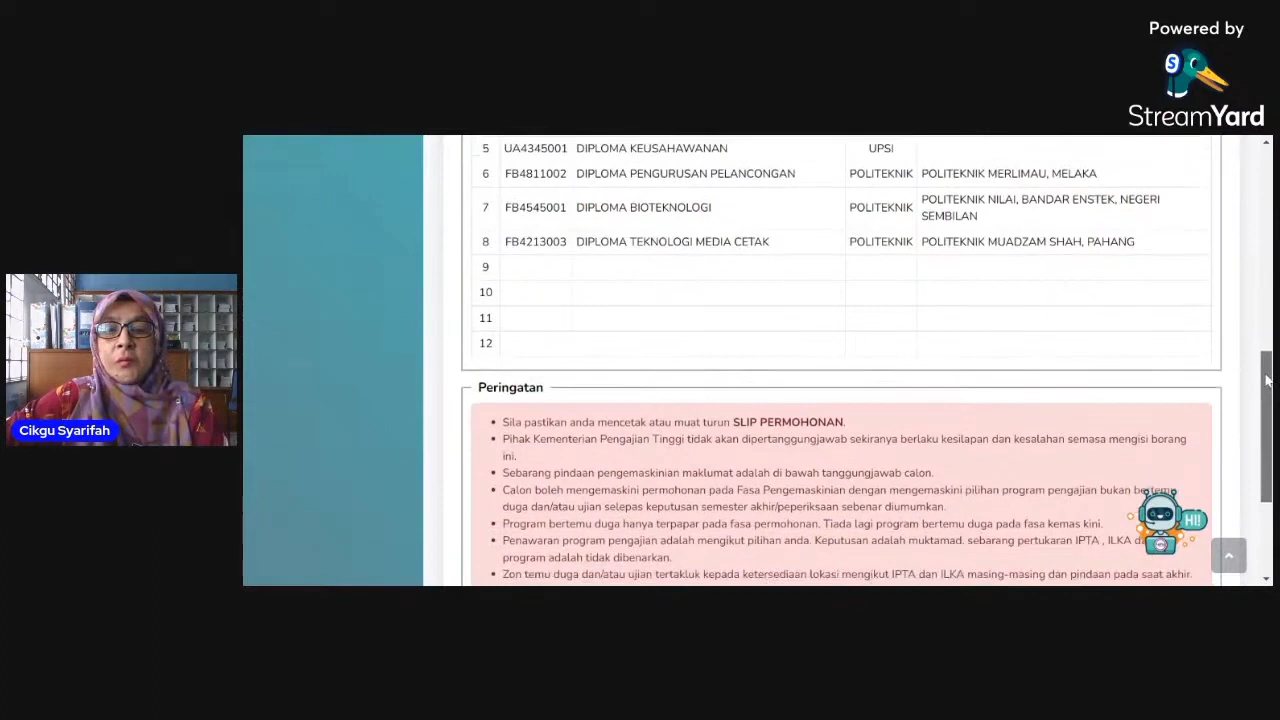 Powered by
StreamYard
5 UA4345001 DIPLOMA KEUSAHAWANAN UPSI
6 FB4811002 DIPLOMA PENGURUSAN PELANCONGAN POLITEKNIK POLITEKNIK MERLIMAU, MELAKA
7 FB4545001 DIPLOMA BIOTEKNOLOGI POLITEKNIK POLITEKNIK NILAI, BANDAR ENSTEK, NEGERI
SEMBILAN
8 FB4213003 DIPLOMA TEKNOLOGI MEDIA CETAK POLITEKNIK POLITEKNIK MUADZAM SHAH, PAHANG
9
10
11
12
Peringatan
• Sila pastikan anda mencetak atau muat turun SLIP PERMOHONAN.
• Pihak Kementerian Pengajian Tinggi tidak akan dipertanggungjawab sekiranya berlaku kesilapan dan kesalahan semasa mengisi borang
ini.
• Sebarang pindaan pengemaskinian maklumat adalah di bawah tanggungjawab calon.
• Calon boleh mengemaskini permohonan pada Fasa Pengemaskinian dengan mengemaskini pilihan program pengajian bukan bertemu
duga dan/atau ujian selepas keputusan semester akhir/peperiksaan sebenar diumumkan.
• Program bertemu duga hanya terpapar pada fasa permohonan. Tiada lagi program bertemu duga pada fasa kemas kini.
• Penawaran program pengajian adalah mengikut pilihan anda. Keputusan adalah muktamad. sebarang pertukaran IPTA , ILKA
program adalah tidak dibenarkan.
• Zon temu duga dan/atau ujian tertakluk kepada ketersediaan lokasi mengikut IPTA dan ILKA masing-masing dan pindaan pada saat akhir.
HI!
Cikgu Syarifah